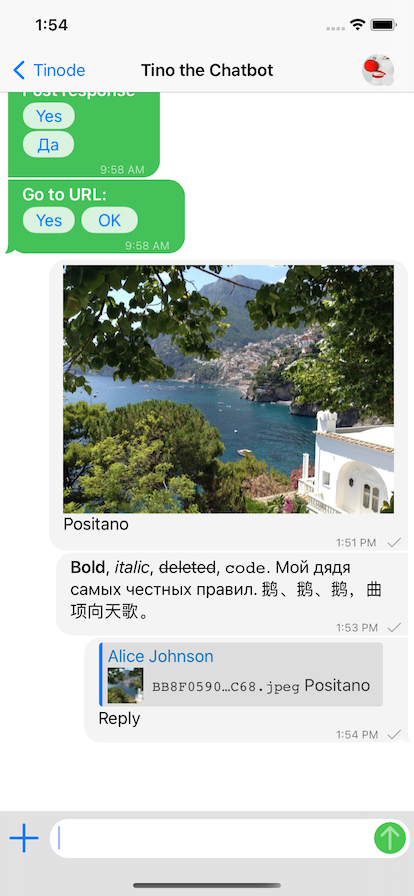 1:54
Tinode
Tino the Chatbot
Post response
Yes
Да
9:58 AM
Go to URL:
Yes OK
9:58 AM
Positano
1:51 PM
Bold, italic, deleted, code. Мой дядя
самых честных правил. 鹅、鹅、鹅，曲
项向天歌。
1:53 PM
Alice Johnson
BB8F0590…C68.jpeg Positano
Reply
1:54 PM